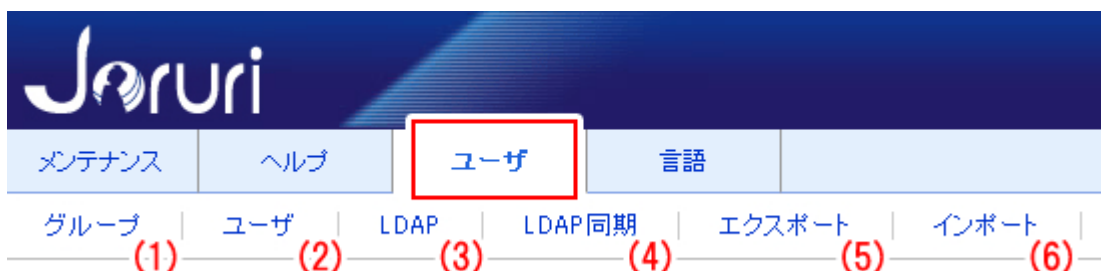 Joruri
メンテナンス ヘルプ ユーザ 言語
グループ ユーザ LDAP LDAP同期 エクスポート インポート
(1) (2) (3) (4) (5) (6)